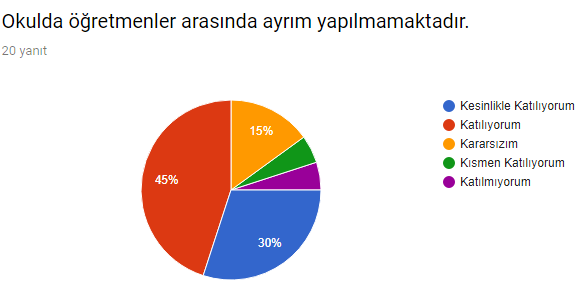 Okulda öğretmenler arasında ayrım yapılmamaktadır.
20 yanıt
Kesinlikle Katılıyorum
Katılıyorum
Kararsızım
Kısmen Katılıyorum
Katılmıyorum
15%
45%
30%